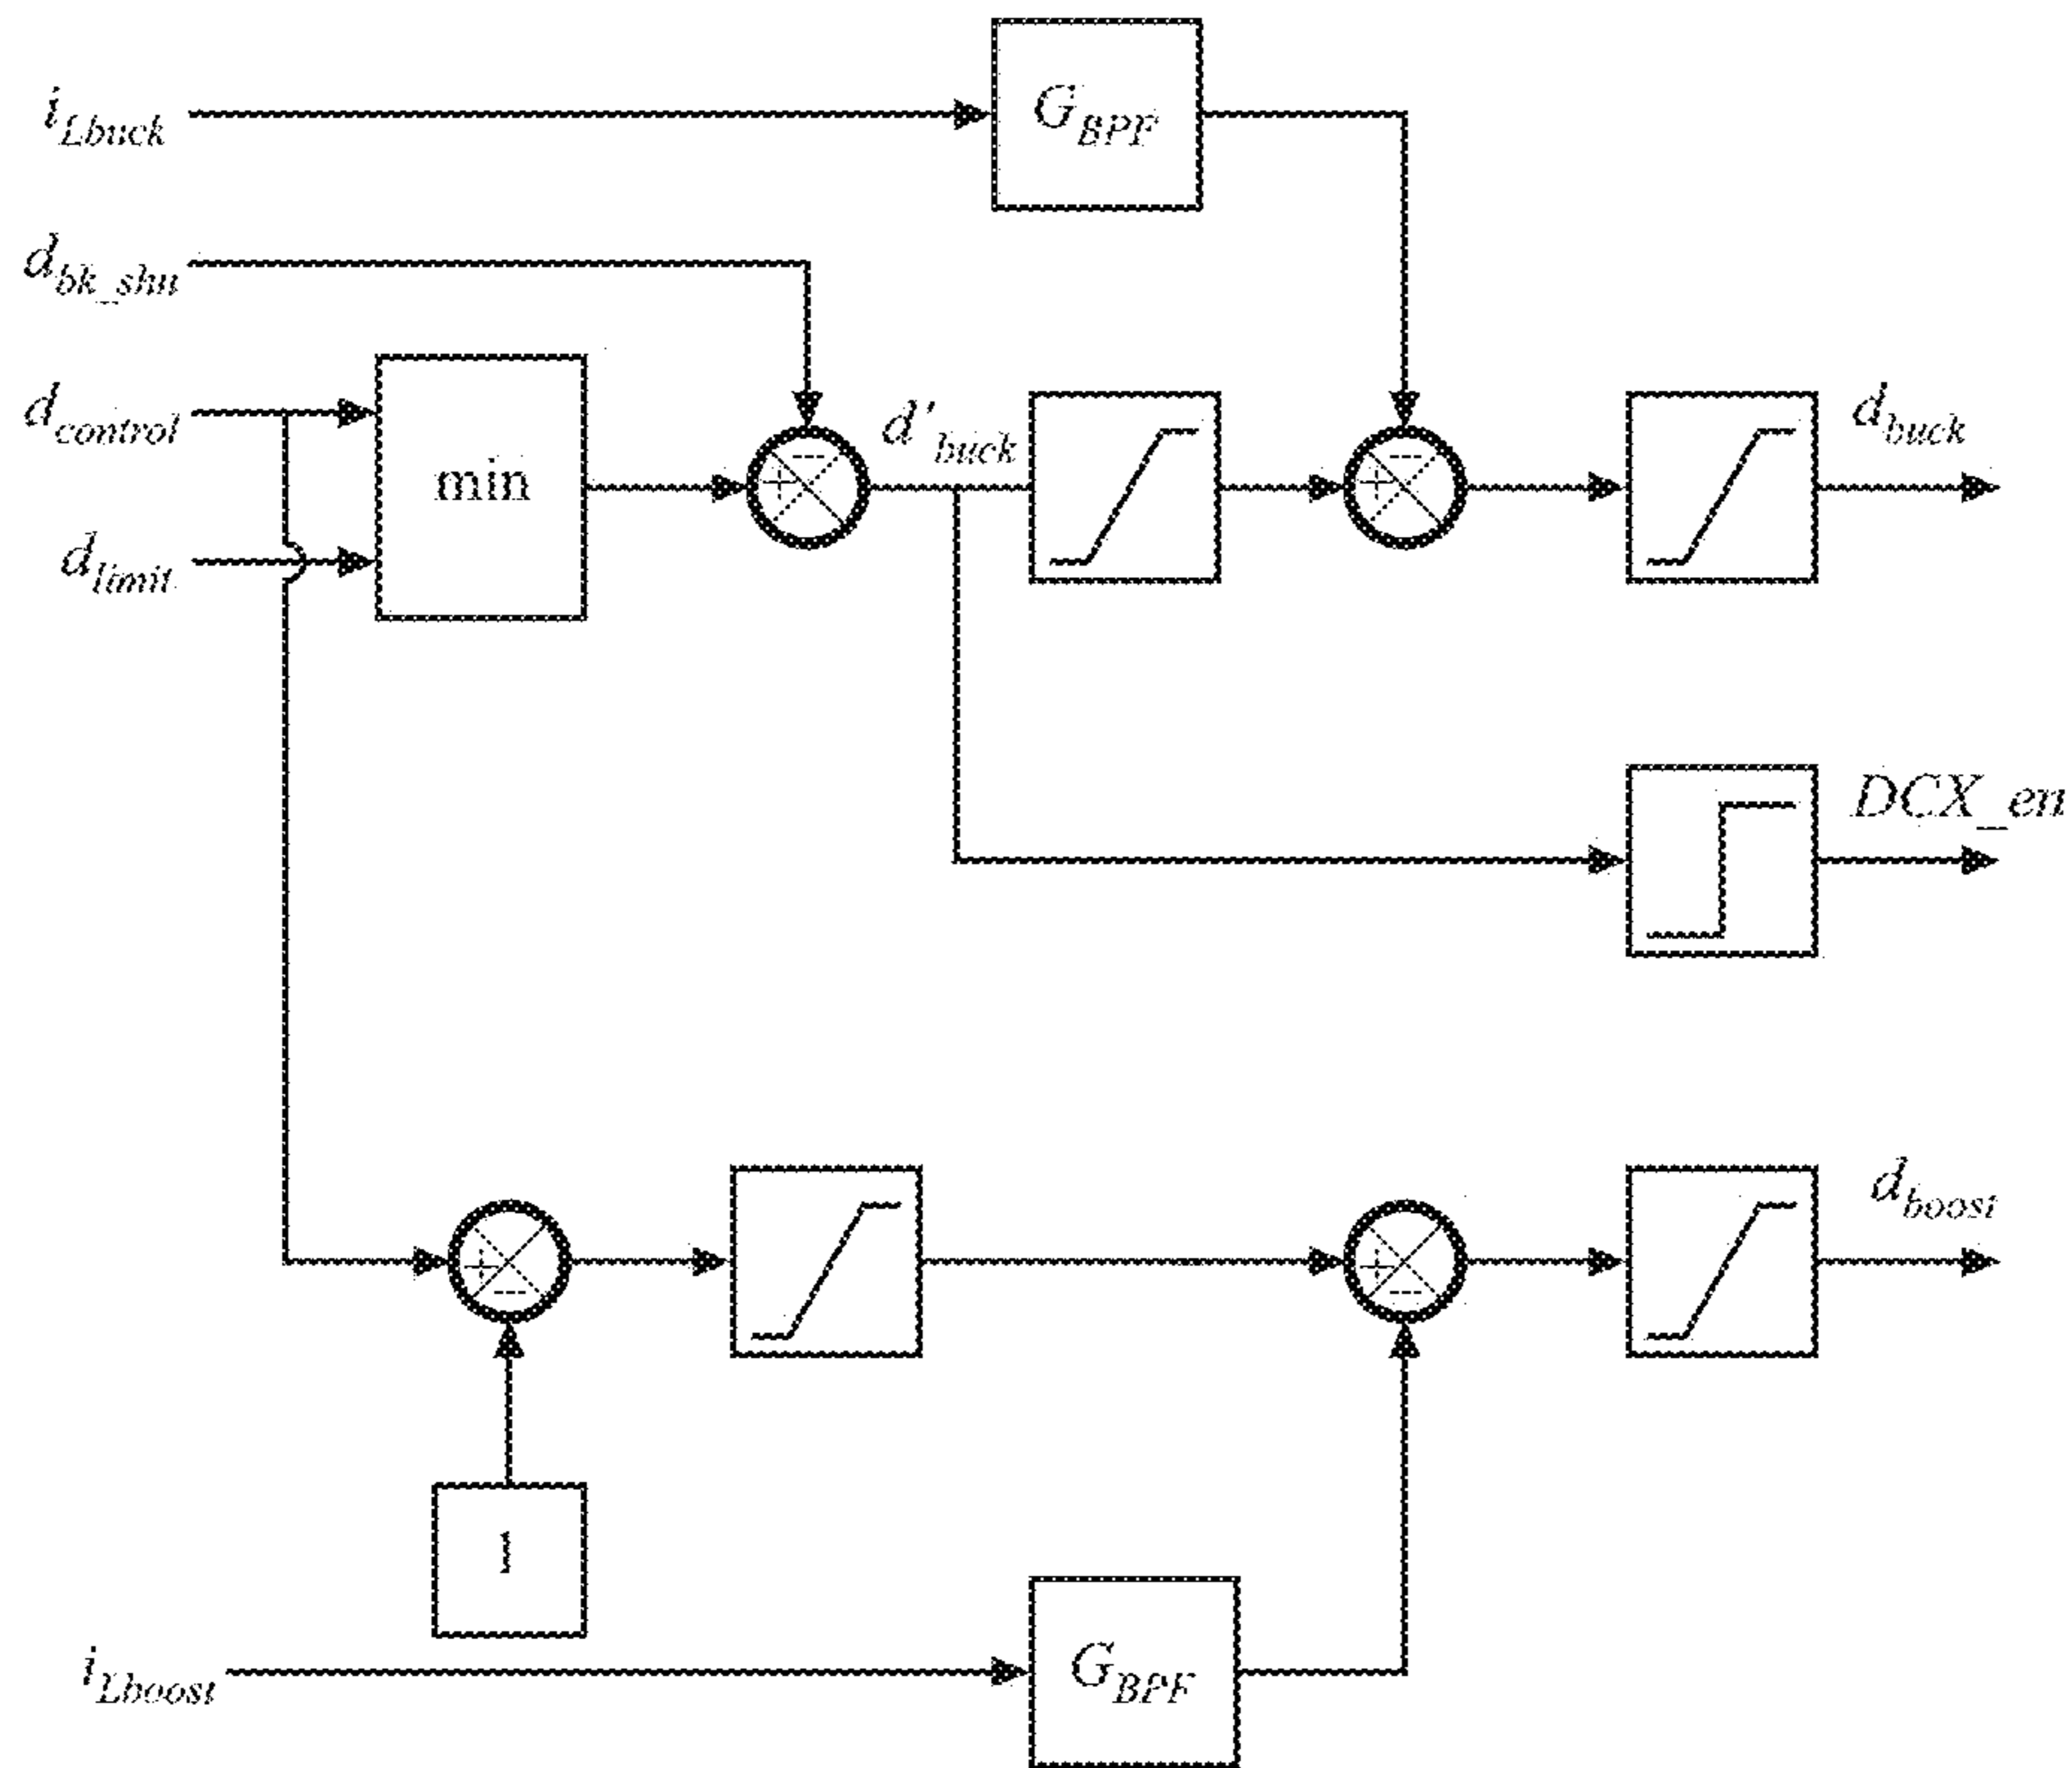 i_Lbuck
G_BPF
d_bk_shu
d_control
min
d'_buck
d_buck
d_limit
DCX_en
d_boost
1
i_Lboost
G_BPF